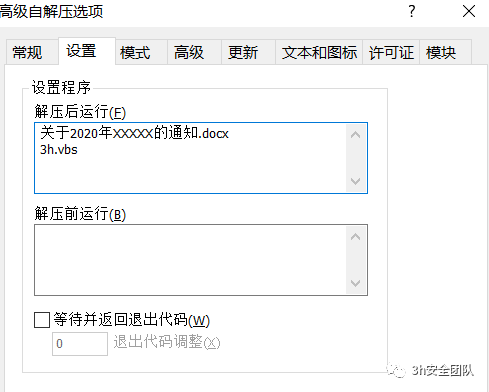 高级自解压选项
?
常规 设置 模式 高级 更新 文本和图标 许可证 模块
设置程序
解压后运行(F)
关于2020年XXXXX的通知.docx
3h.vbs
解压前运行(B)
等待并返回退出代码(W)
0 退出代码调整(X)
3h安全团队